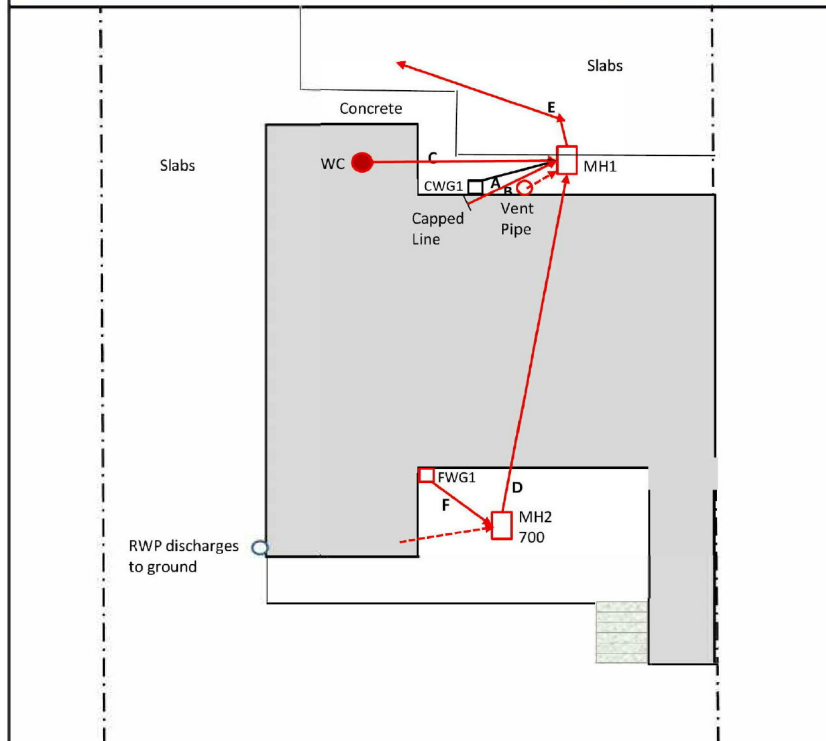 Slabs
E
Concrete
Slabs
WC
C
MH1
CWG1
A
B
Capped
Line
Vent
Pipe
FWG1
D
F
MH2
700
RWP discharges
to ground